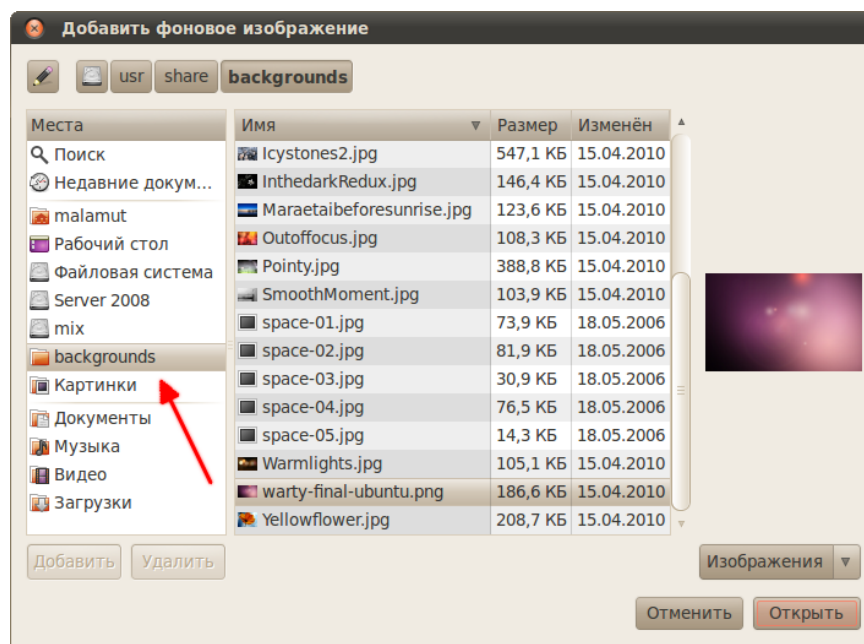 Добавить фоновое изображение
usr share backgrounds
Места
Поиск
Недавние докум...
malamut
Рабочий стол
Файловая система
Server 2008
mix
backgrounds
Картинки
Документы
Музыка
Видео
Загрузки
Имя Размер Изменён
Icystones2.jpg 547,1 КБ 15.04.2010
InthedarkRedux.jpg 146,4 КБ 15.04.2010
Maraetaibeforesunrise.jpg 123,6 КБ 15.04.2010
Outoffocus.jpg 108,3 КБ 15.04.2010
Pointy.jpg 388,8 КБ 15.04.2010
SmoothMoment.jpg 103,9 КБ 15.04.2010
space-01.jpg 73,9 КБ 18.05.2006
space-02.jpg 81,9 КБ 18.05.2006
space-03.jpg 30,9 КБ 18.05.2006
space-04.jpg 76,5 КБ 18.05.2006
space-05.jpg 14,3 КБ 18.05.2006
Warmlights.jpg 105,1 КБ 15.04.2010
warty-final-ubuntu.png 186,6 КБ 15.04.2010
Yellowflower.jpg 208,7 КБ 15.04.2010
Добавить Удалить
Изображения
Отменить Открыть